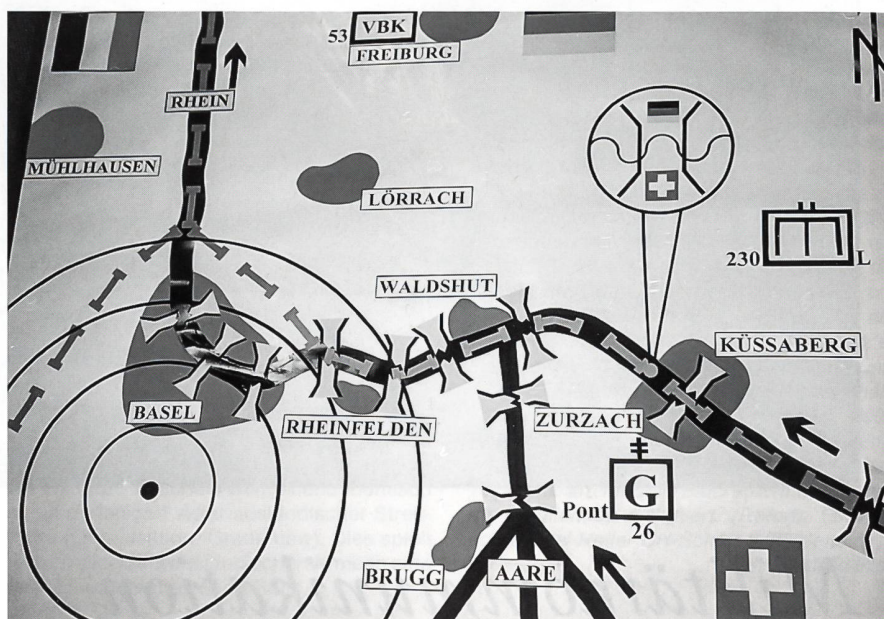 53 VBK
FREIBURG
RHEIN
MÜHLHAUSEN
LÖRRACH
230 L
WALDSHUT
KÜSSABERG
BASEL
RHEINFELDEN
ZURZACH
Pont G
26
BRUGG
AARE